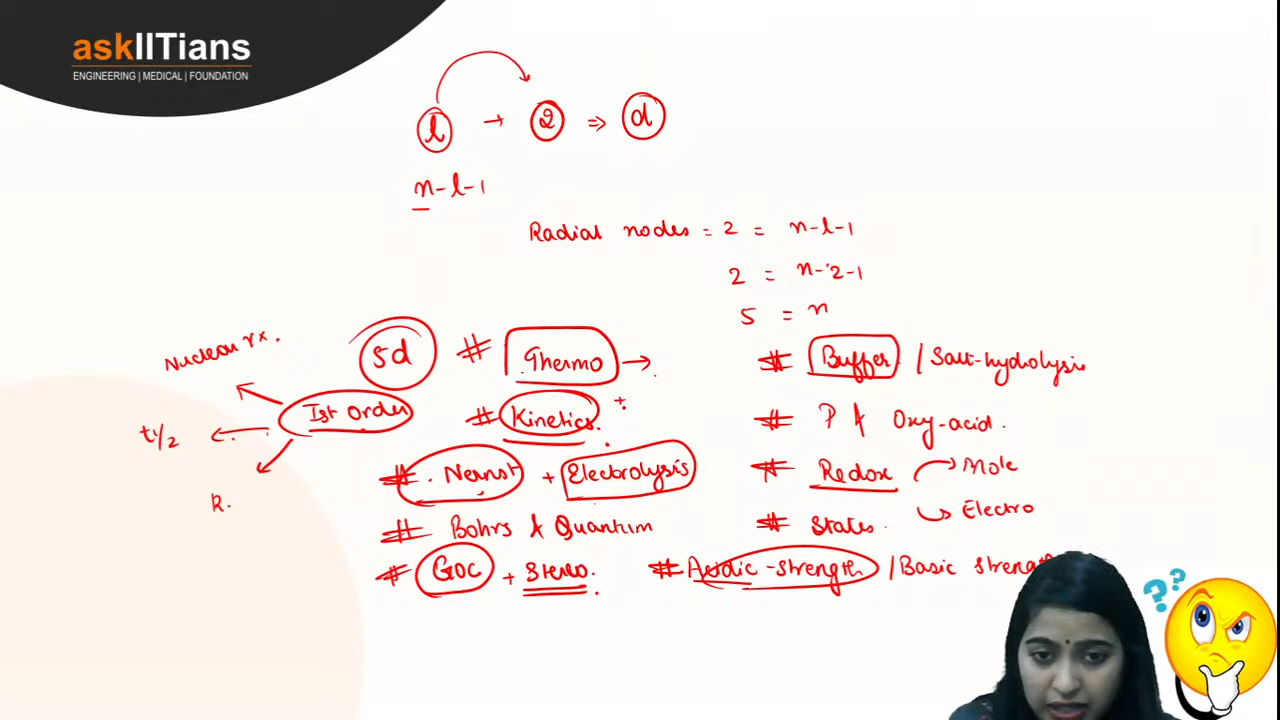 askIITians
ENGINEERING | MEDICAL | FOUNDATION
l → 2 ⇒ d
n-l-1
Radial nodes = 2 = n-l-1
2 = n-2-1
5 = n
Nuclear rx.
5d # Thermo →
# Buffer / Salt-hydrolysis
Ist Order
# Kinetics.
# P & Oxy-acid.
t1/2
# Nernst + Electrolysis
# Redox Mole
k.
Electro
# Bohrs & Quantum
# States.
# GOC + Stereo.
# Acidic-strength / Basic strength
??